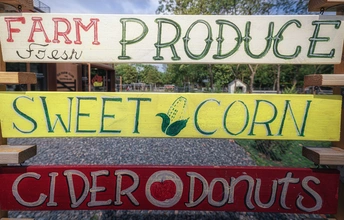 FARM Fresh PRODUCE
SWEET CORN
CIDER DONUTS